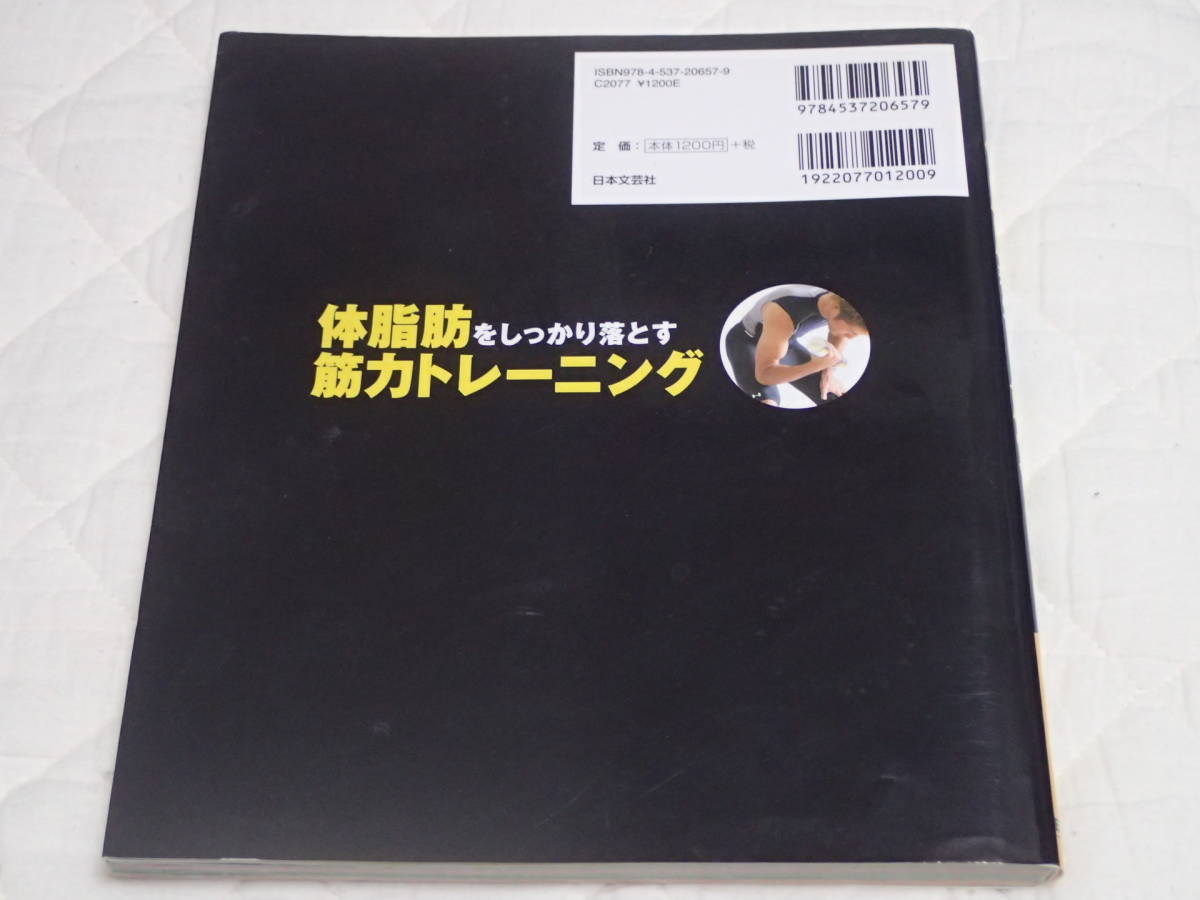 ISBN978-4-537-20657-9
C2077 ¥1200E
9784537206579
定 価：本体1200円+税
1922077012009
日本文芸社
体脂肪をしっかり落とす
筋力トレーニング